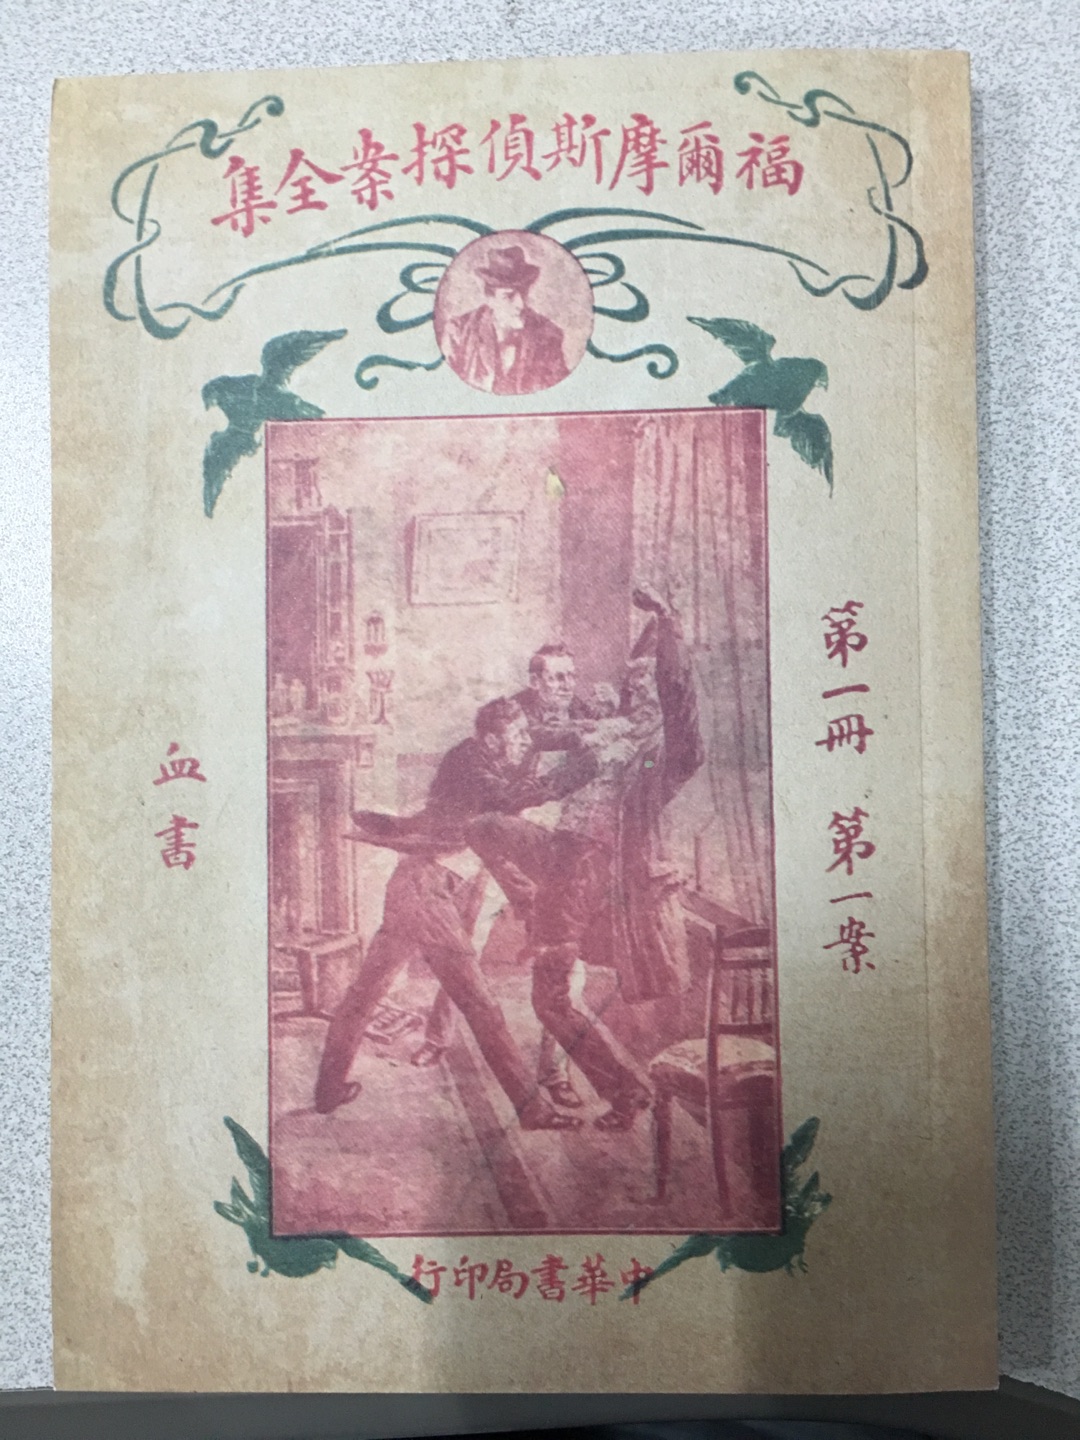 福爾摩斯偵探案全集
第一冊 第一案
血書
中華書局印行